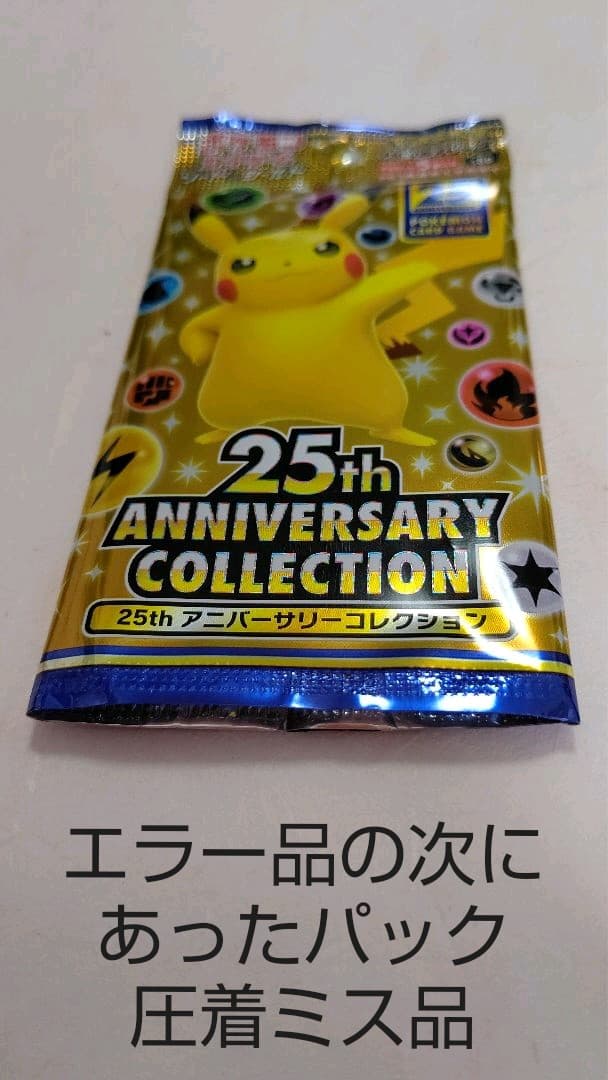 POKÉMON
CARD GAME
25th
ANNIVERSARY
COLLECTION
25th アニバーサリーコレクション
エラー品の次に
あったパック
圧着ミス品